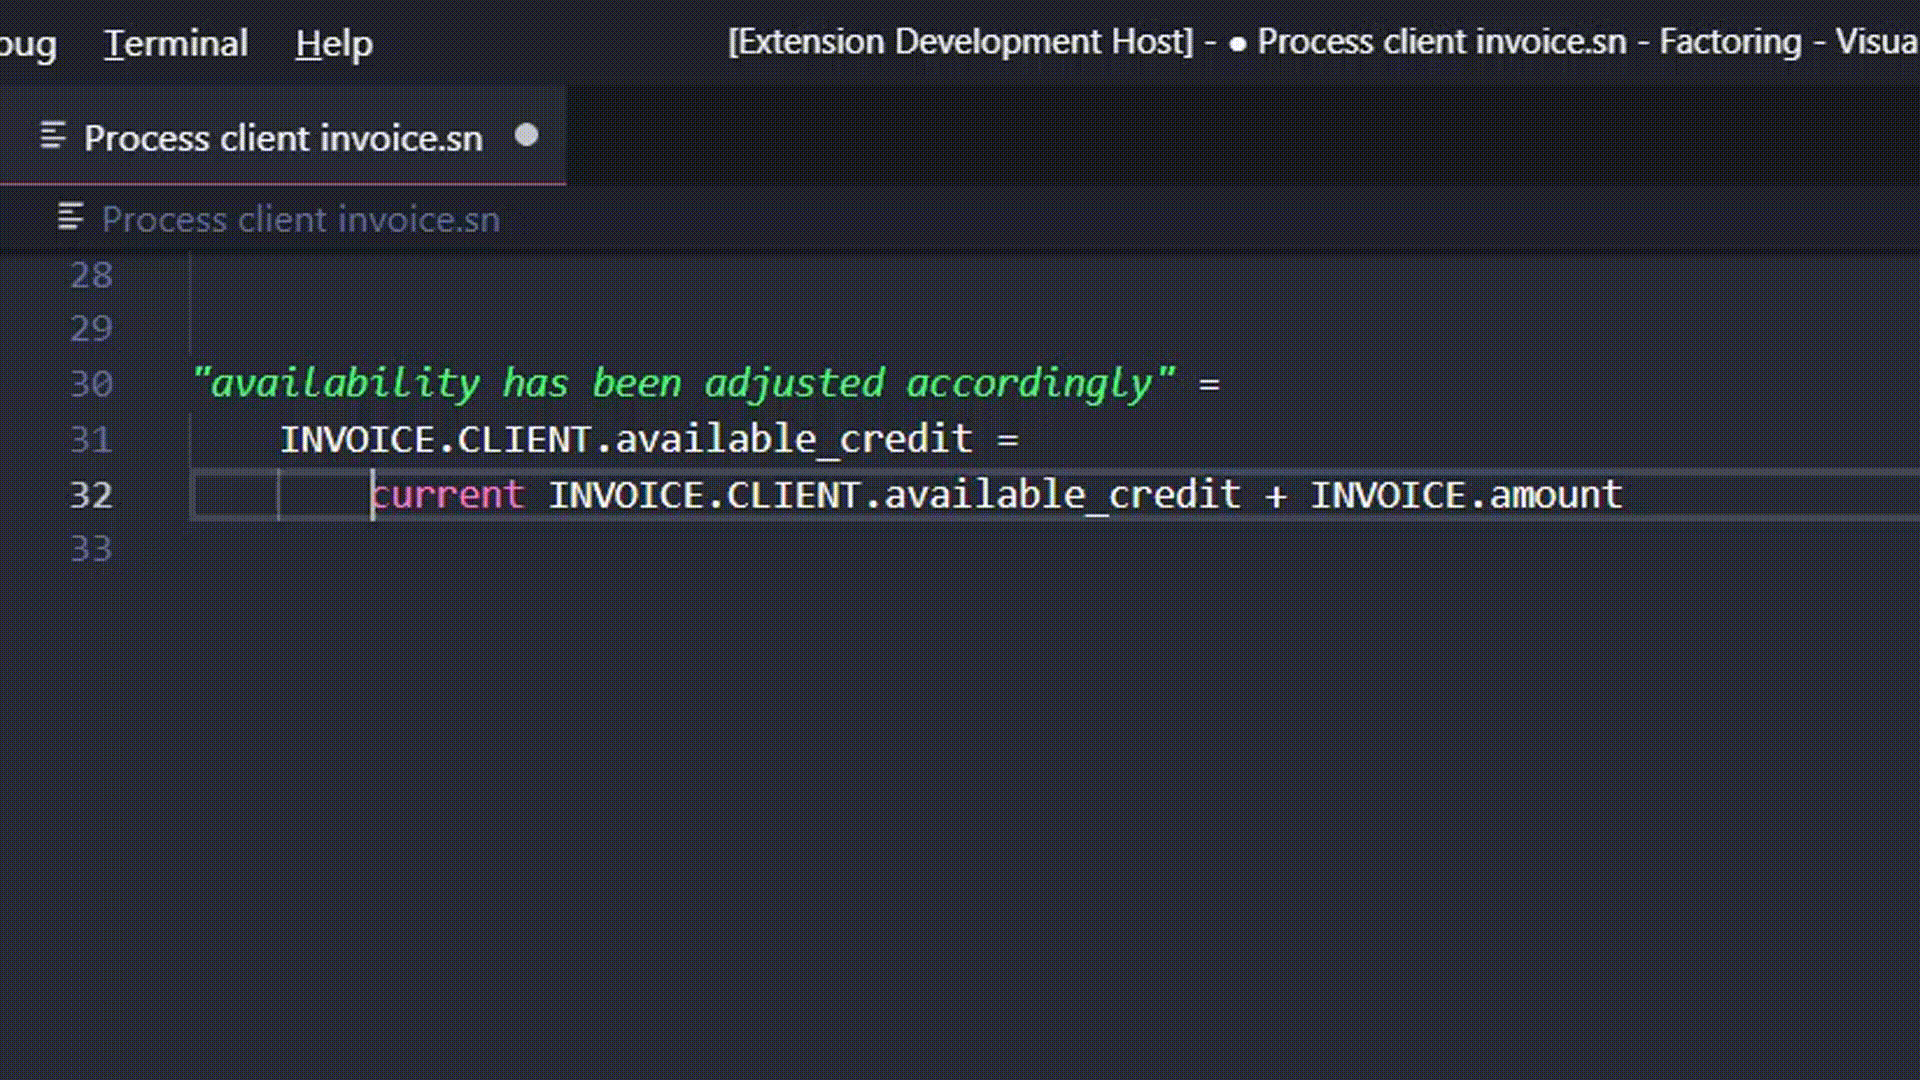 Terminal Help [Extension Development Host] - ● Process client invoice.sn - Factoring -
Process client invoice.sn ●
Process client invoice.sn
28
29
30 "availability has been adjusted accordingly" =
31 INVOICE.CLIENT.available_credit =
32 current INVOICE.CLIENT.available_credit + INVOICE.amount
33